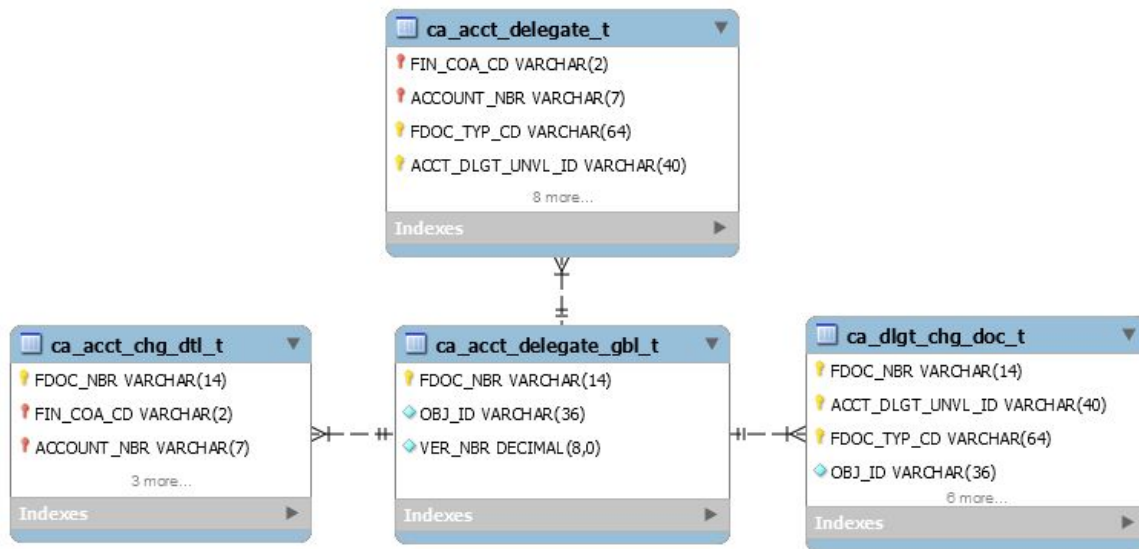 ca_acct_delegate_t
FIN_COA_CD VARCHAR(2)
ACCOUNT_NBR VARCHAR(7)
FDOC_TYP_CD VARCHAR(64)
ACCT_DLGT_UNVL_ID VARCHAR(40)
8 more...
Indexes
ca_acct_chg_dtl_t
FDOC_NBR VARCHAR(14)
FIN_COA_CD VARCHAR(2)
ACCOUNT_NBR VARCHAR(7)
3 more...
Indexes
ca_acct_delegate_gbl_t
FDOC_NBR VARCHAR(14)
OBJ_ID VARCHAR(36)
VER_NBR DECIMAL(8,0)
Indexes
ca_dlgt_chg_doc_t
FDOC_NBR VARCHAR(14)
ACCT_DLGT_UNVL_ID VARCHAR(40)
FDOC_TYP_CD VARCHAR(64)
OBJ_ID VARCHAR(36)
6 more...
Indexes